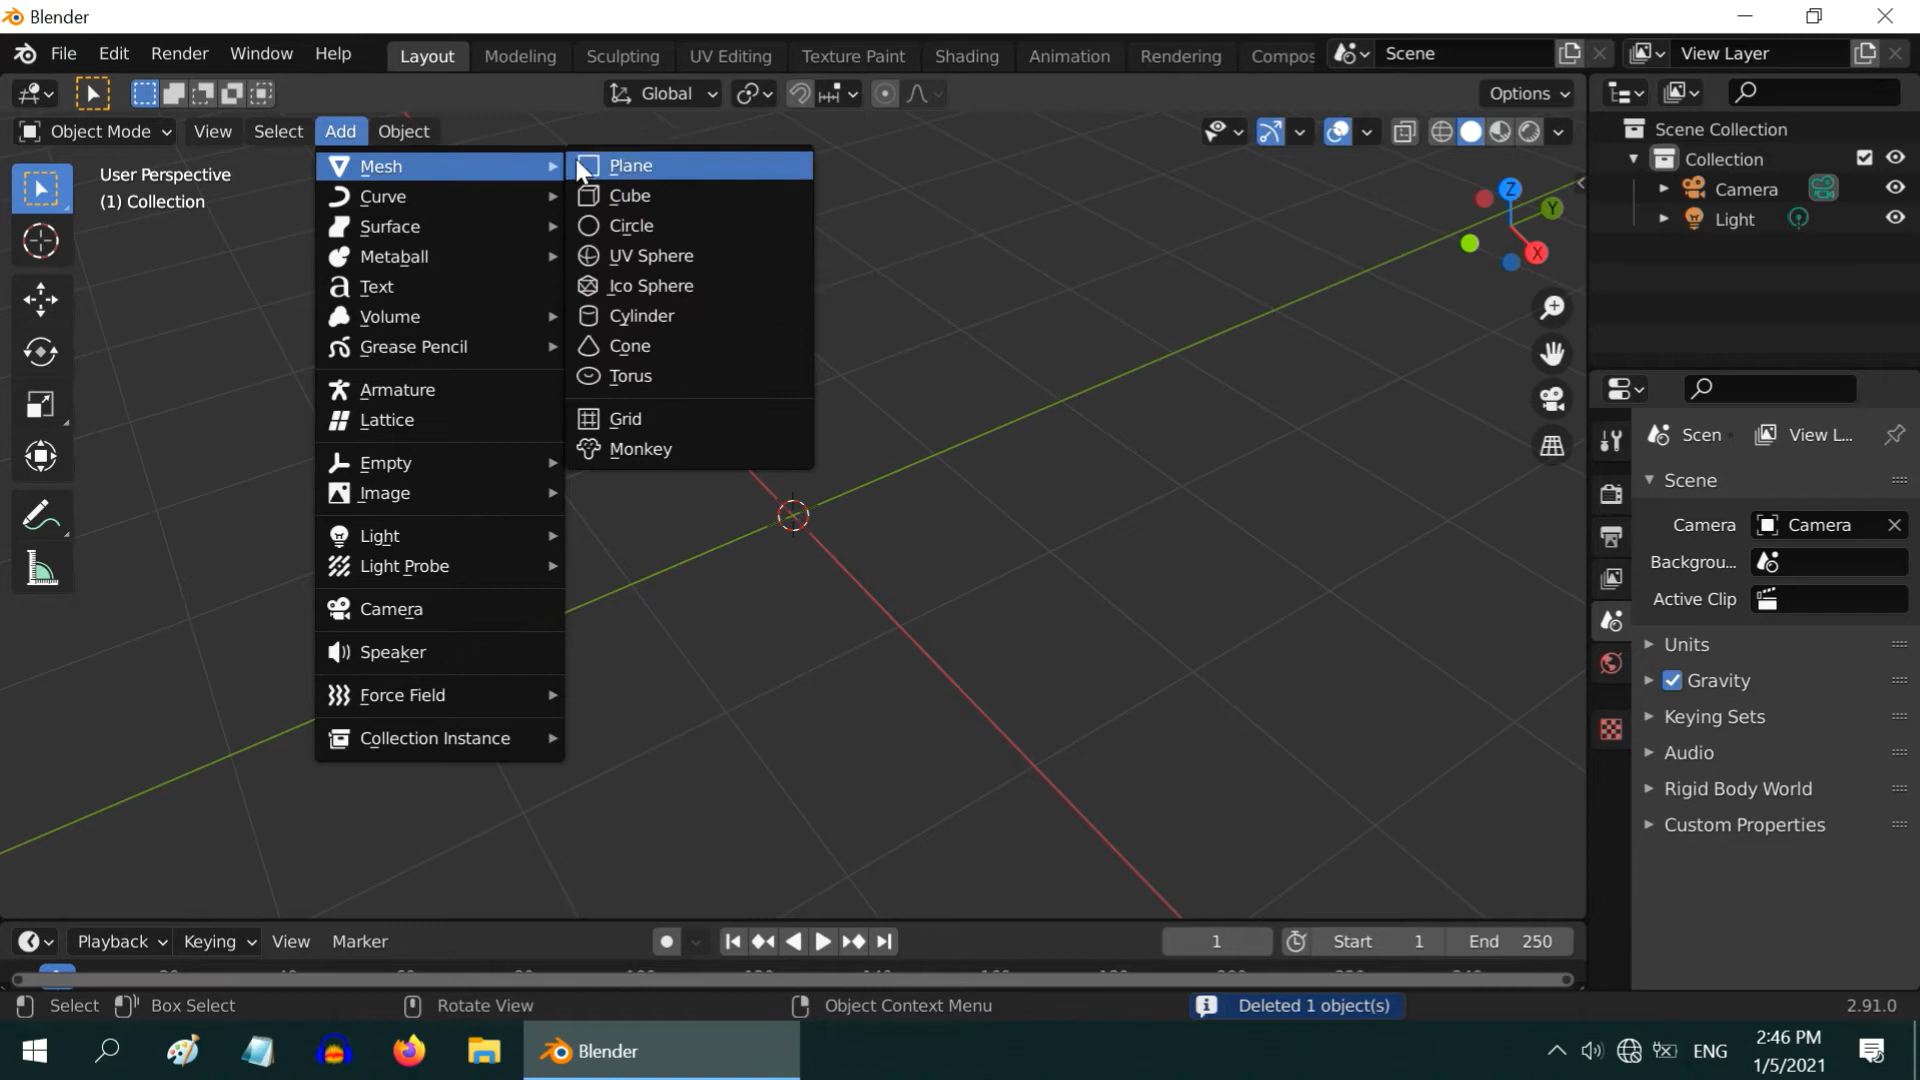 Blender
File Edit Render Window Help Layout Modeling Sculpting UV Editing Texture Paint Shading Animation Rendering Compos Scene View Layer
Global Options
Object Mode View Select Add Object
User Perspective
(1) Collection
Mesh
Curve
Surface
Metaball
Text
Volume
Grease Pencil
Armature
Lattice
Empty
Image
Light
Light Probe
Camera
Speaker
Force Field
Collection Instance
Plane
Cube
Circle
UV Sphere
Ico Sphere
Cylinder
Cone
Torus
Grid
Monkey
Z
Y
X
Scene Collection
Collection
Camera
Light
Scen View L...
Scene
Camera Camera
Backgrou...
Active Clip
Units
Gravity
Keying Sets
Audio
Rigid Body World
Custom Properties
Playback Keying View Marker 1 Start 1 End 250
Select Box Select Rotate View Object Context Menu Deleted 1 object(s) 2.91.0
Blender ENG 2:46 PM
1/5/2021